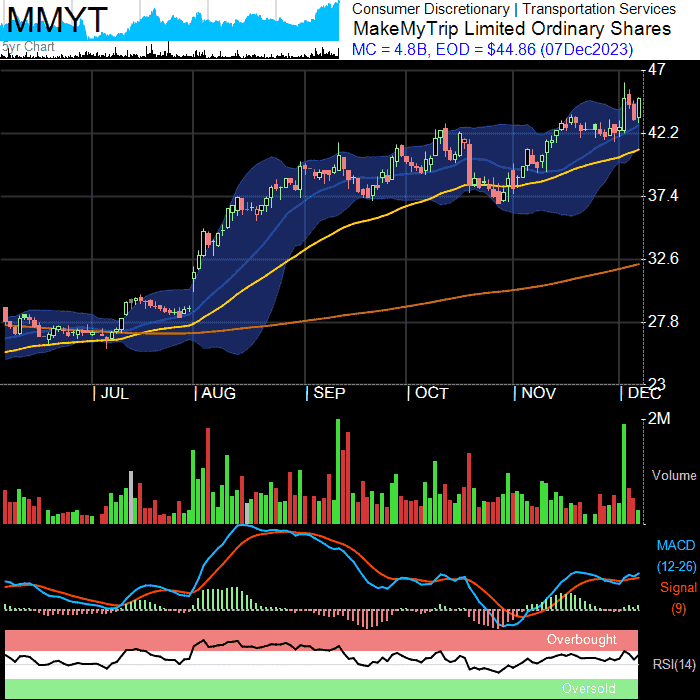 MMYT
5yr Chart
Consumer Discretionary | Transportation Services
MakeMyTrip Limited Ordinary Shares
MC = 4.8B, EOD = $44.86 (07Dec2023)
47
42.2
37.4
32.6
27.8
23
| JUL | AUG | SEP | OCT | NOV | DEC
2M
Volume
MACD
(12-26)
Signal
(9)
Overbought
RSI(14)
Oversold